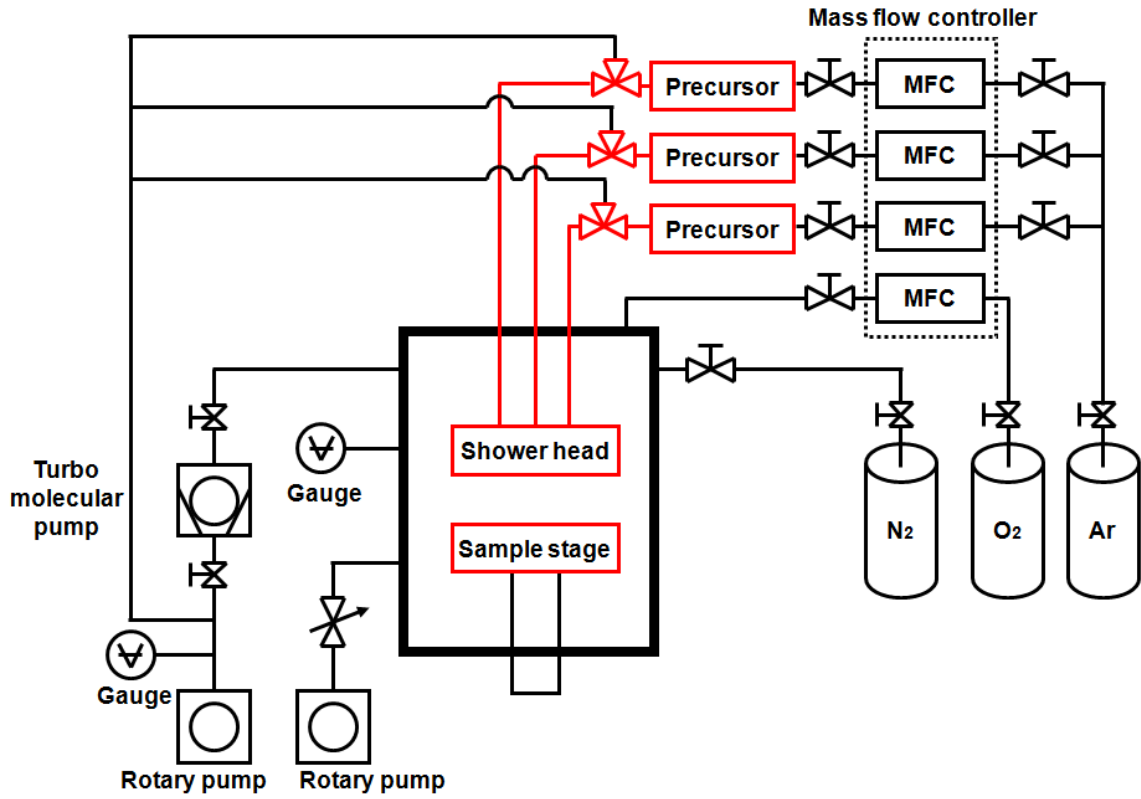 Mass flow controller
Precursor
MFC
Precursor
MFC
Precursor
MFC
MFC
Shower head
Gauge
Turbo
molecular
pump
Sample stage
N2
O2
Ar
Gauge
Rotary pump
Rotary pump